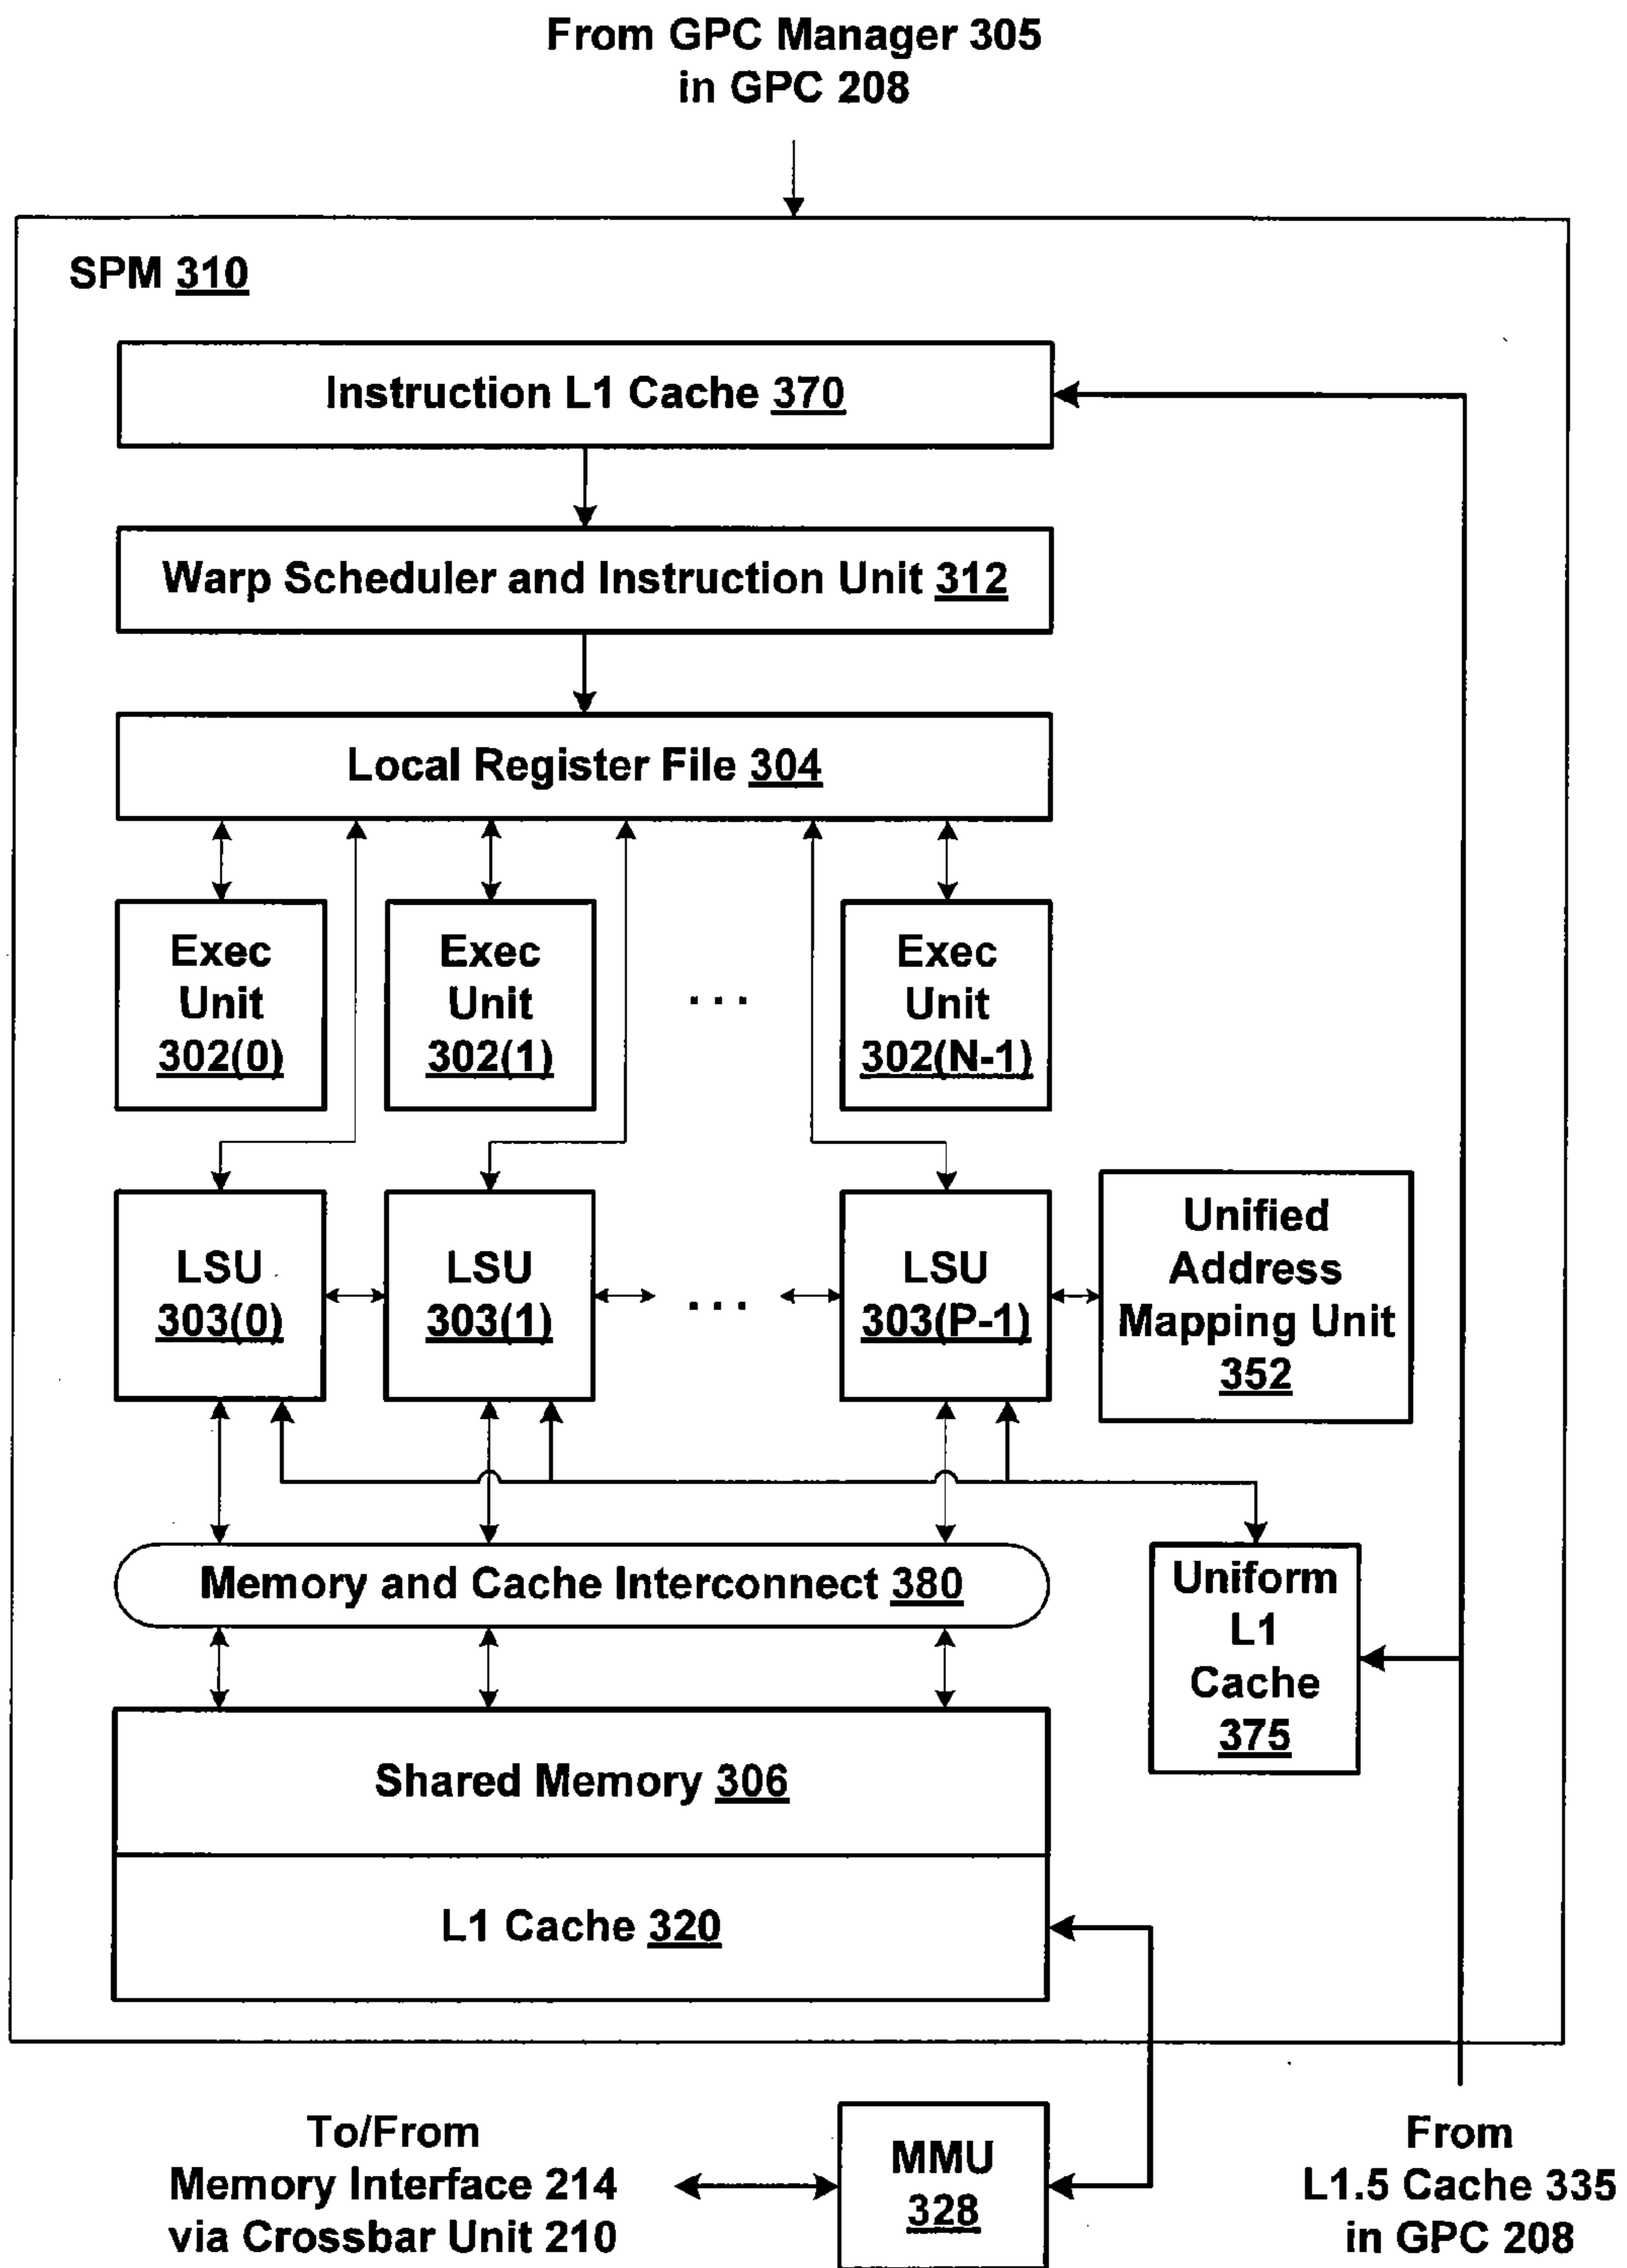 From GPC Manager 305
in GPC 208
SPM 310
Instruction L1 Cache 370
Warp Scheduler and Instruction Unit 312
Local Register File 304
Exec
Unit
302(0)
Exec
Unit
302(1)
...
Exec
Unit
302(N-1)
LSU
303(0)
LSU
303(1)
...
LSU
303(P-1)
Unified
Address
Mapping Unit
352
Memory and Cache Interconnect 380
Uniform
L1
Cache
375
Shared Memory 306
L1 Cache 320
To/From
Memory Interface 214
via Crossbar Unit 210
MMU
328
From
L1.5 Cache 335
in GPC 208